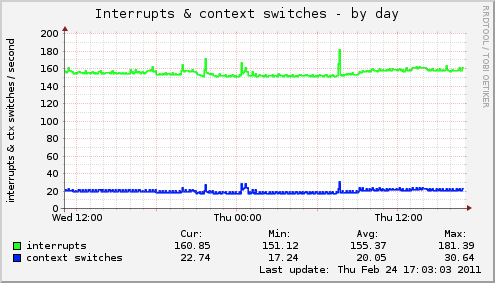 Interrupts & context switches - by day
RRDTOOL / TOBI OETIKER
interrupts & ctx switches / second
200
180
160
140
120
100
80
60
40
20
0
Wed 12:00 Thu 00:00 Thu 12:00
Cur: Min: Avg: Max:
interrupts 160.85 151.12 155.37 181.39
context switches 22.74 17.24 20.05 30.64
Last update: Thu Feb 24 17:03:03 2011